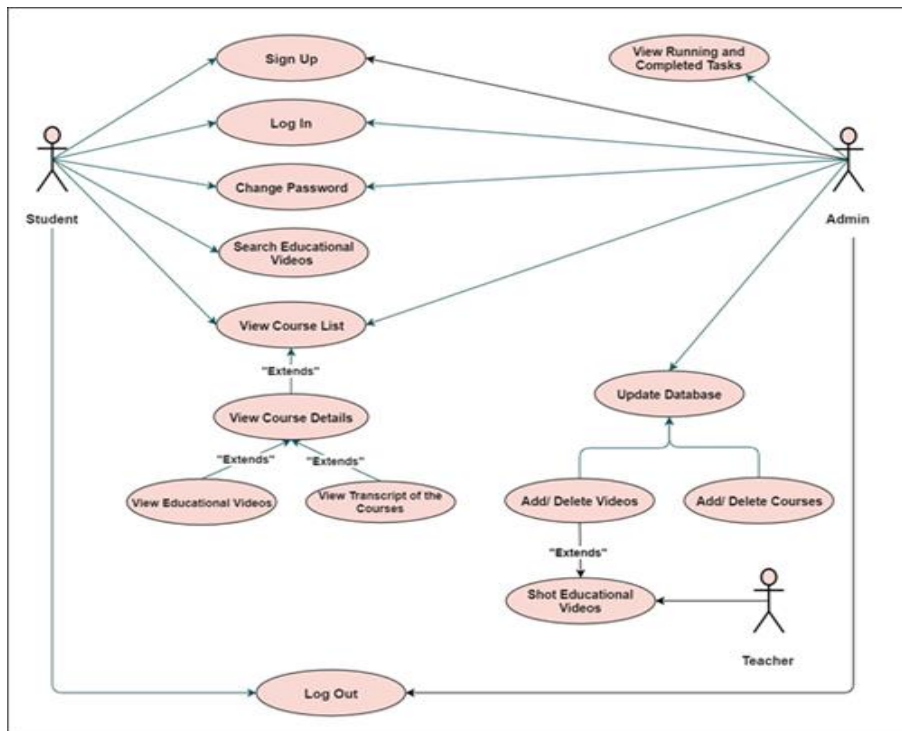 Sign Up
View Running and
Completed Tasks
Log In
Change Password
Student
Admin
Search Educational
Videos
View Course List
"Extends"
View Course Details
Update Database
"Extends"
"Extends"
View Educational Videos
View Transcript of the
Courses
Add/ Delete Videos
Add/ Delete Courses
"Extends"
Shot Educational
Videos
Teacher
Log Out